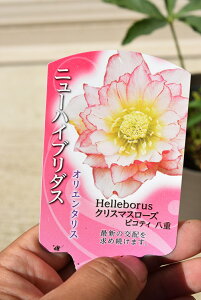 ニューハイブリダス
オリエンタリス
Helleborus
クリスマスローズ
ピコティ 八重
最新の交配を
求め続けます